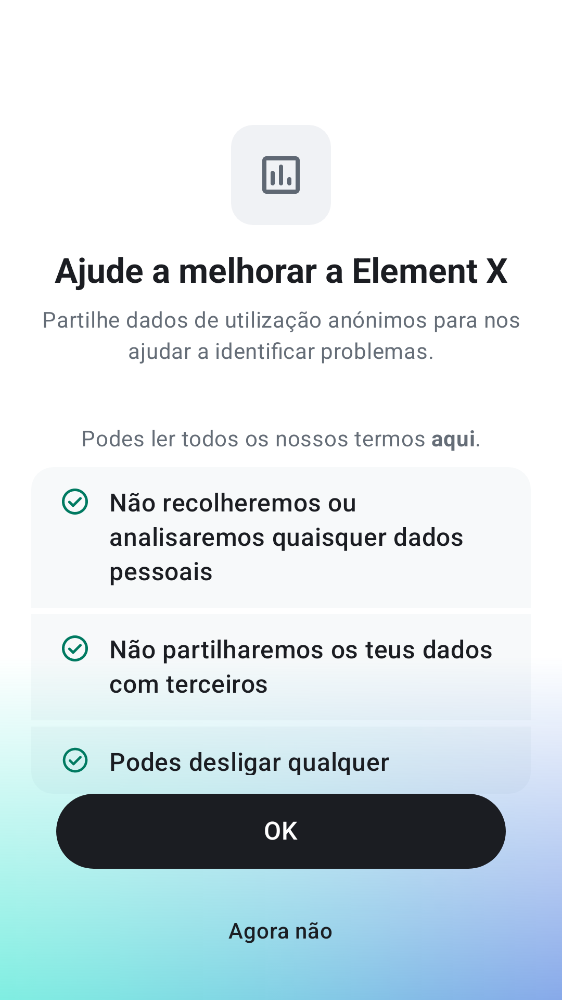 Ajude a melhorar a Element X
Partilhe dados de utilização anónimos para nos
ajudar a identificar problemas.
Podes ler todos os nossos termos aqui.
Não recolheremos ou
analisaremos quaisquer dados
pessoais
Não partilharemos os teus dados
com terceiros
Podes desligar qualquer
OK
Agora não